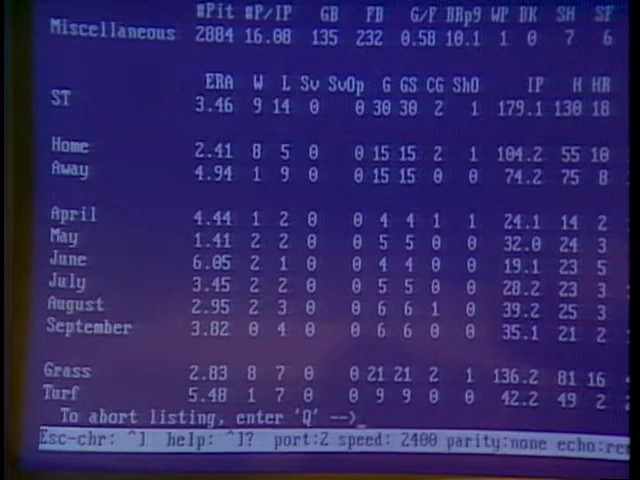 #Pit #P/IP GB FB G/F BRp9 WP BK SH SF
Miscellaneous 2884 16.08 135 232 0.58 10.1 1 0 7 6
ERA W L Sv SvOp G GS CG ShO IP H HR
ST 3.46 9 14 0 0 30 30 2 1 179.1 130 18
Home 2.41 8 5 0 0 15 15 2 1 104.2 55 10
Away 4.94 1 9 0 0 15 15 0 0 74.2 75 8
April 4.44 1 2 0 0 4 4 1 1 24.1 14 2
May 1.41 2 2 0 0 5 5 0 0 32.0 24 3
June 6.05 2 1 0 0 4 4 0 0 19.1 23 5
July 3.45 2 2 0 0 5 5 0 0 28.2 23 3
August 2.95 2 3 0 0 6 6 1 0 39.2 25 3
September 3.82 0 4 0 0 6 6 0 0 35.1 21 2
Grass 2.83 8 7 0 0 21 21 2 1 136.2 81 16
Turf 5.48 1 7 0 0 9 9 0 0 42.2 49 2
To abort listing, enter 'Q' -->_
Esc-chr: ^] help: ^]? port:2 speed: 2400 parity:none echo:rem